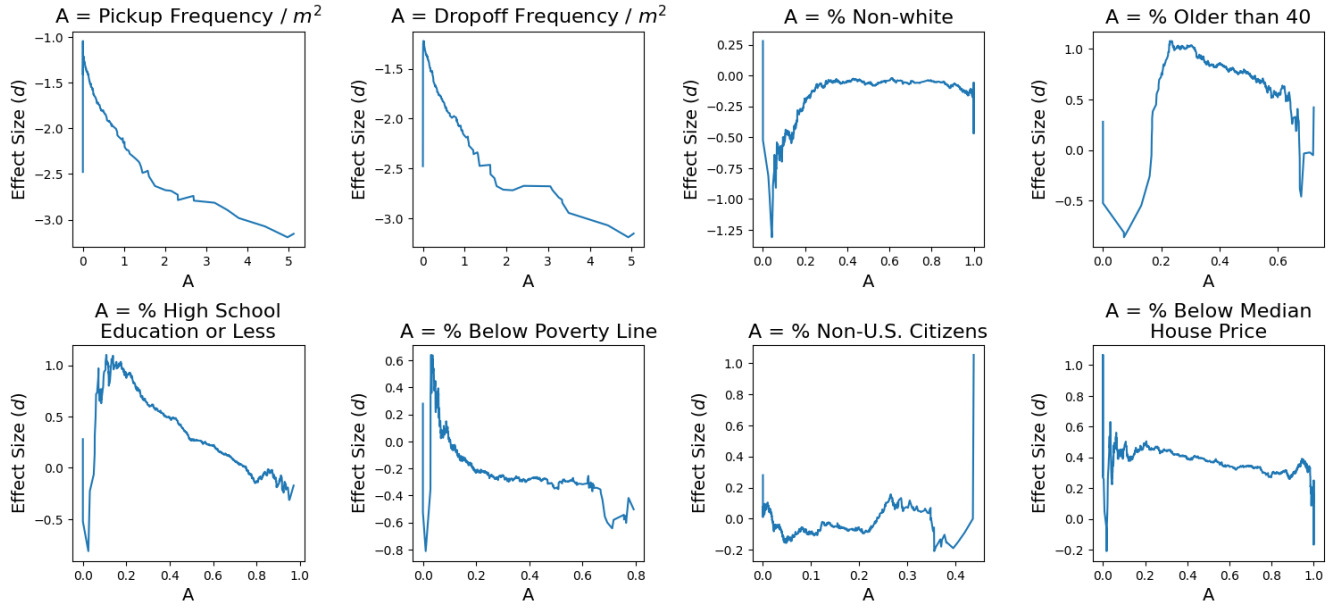 A = Pickup Frequency / m²
Effect Size (d)
−1.0
−1.5
−2.0
−2.5
−3.0
0 1 2 3 4 5
A
A = Dropoff Frequency / m²
Effect Size (d)
−1.5
−2.0
−2.5
−3.0
0 1 2 3 4 5
A
A = % Non-white
Effect Size (d)
0.25
0.00
−0.25
−0.50
−0.75
−1.00
−1.25
0.0 0.2 0.4 0.6 0.8 1.0
A
A = % Older than 40
Effect Size (d)
1.0
0.5
0.0
−0.5
0.0 0.2 0.4 0.6
A
A = % High School
Education or Less
Effect Size (d)
1.0
0.5
0.0
−0.5
0.0 0.2 0.4 0.6 0.8 1.0
A
A = % Below Poverty Line
Effect Size (d)
0.6
0.4
0.2
0.0
−0.2
−0.4
−0.6
−0.8
0.0 0.2 0.4 0.6 0.8
A
A = % Non-U.S. Citizens
Effect Size (d)
1.0
0.8
0.6
0.4
0.2
0.0
−0.2
0.0 0.1 0.2 0.3 0.4
A
A = % Below Median
House Price
Effect Size (d)
1.0
0.8
0.6
0.4
0.2
0.0
−0.2
0.0 0.2 0.4 0.6 0.8 1.0
A